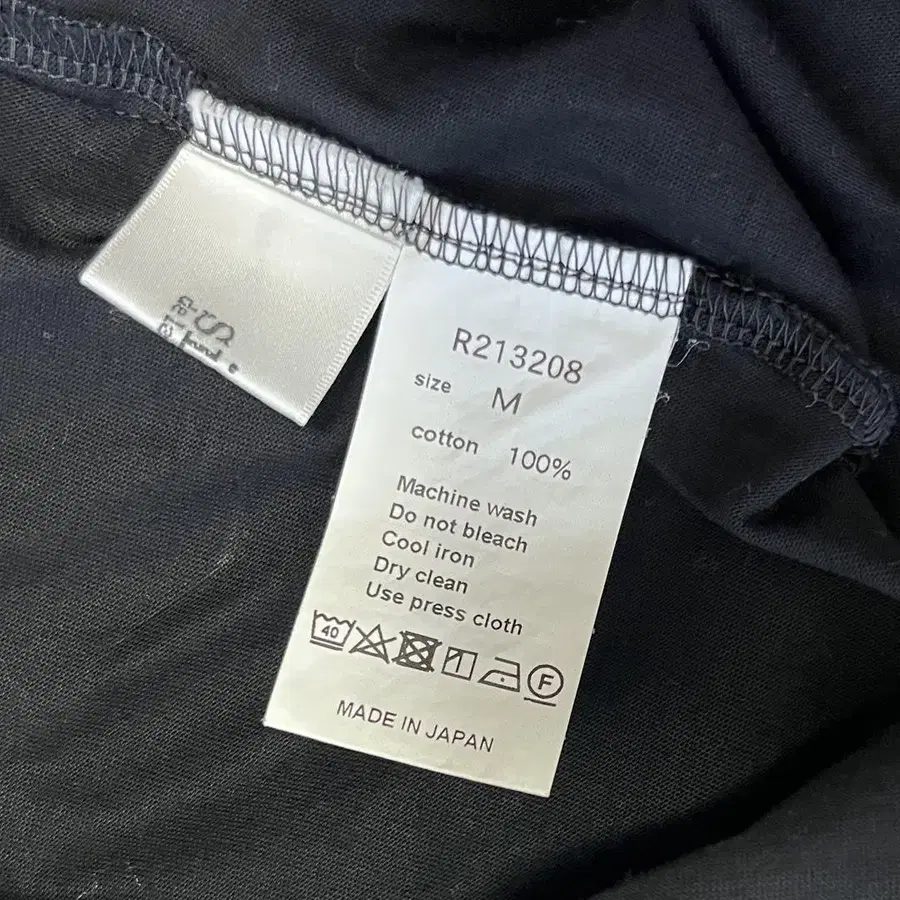 R213208
size M
cotton 100%
Machine wash
Do not bleach
Cool iron
Dry clean
Use press cloth
40
F
MADE IN JAPAN